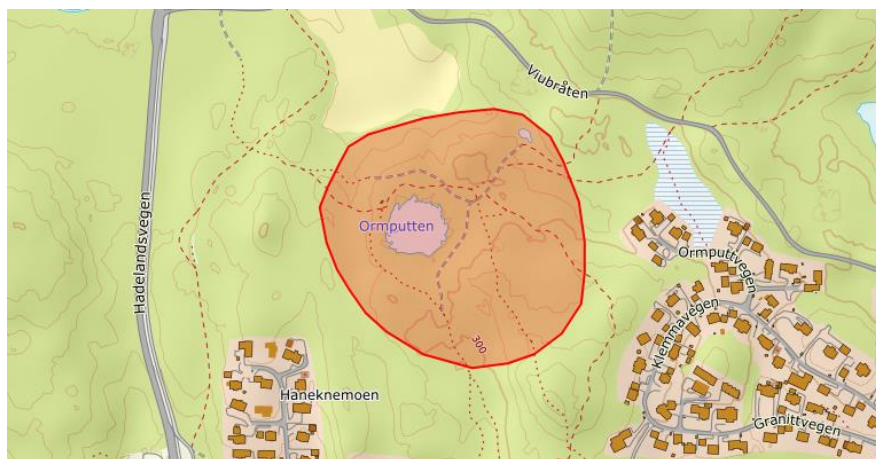 Viubråten
Hadelandsvegen
Ormputten
Ormputtvegen
Klemmavegen
300
Haneknemoen
Granittvegen